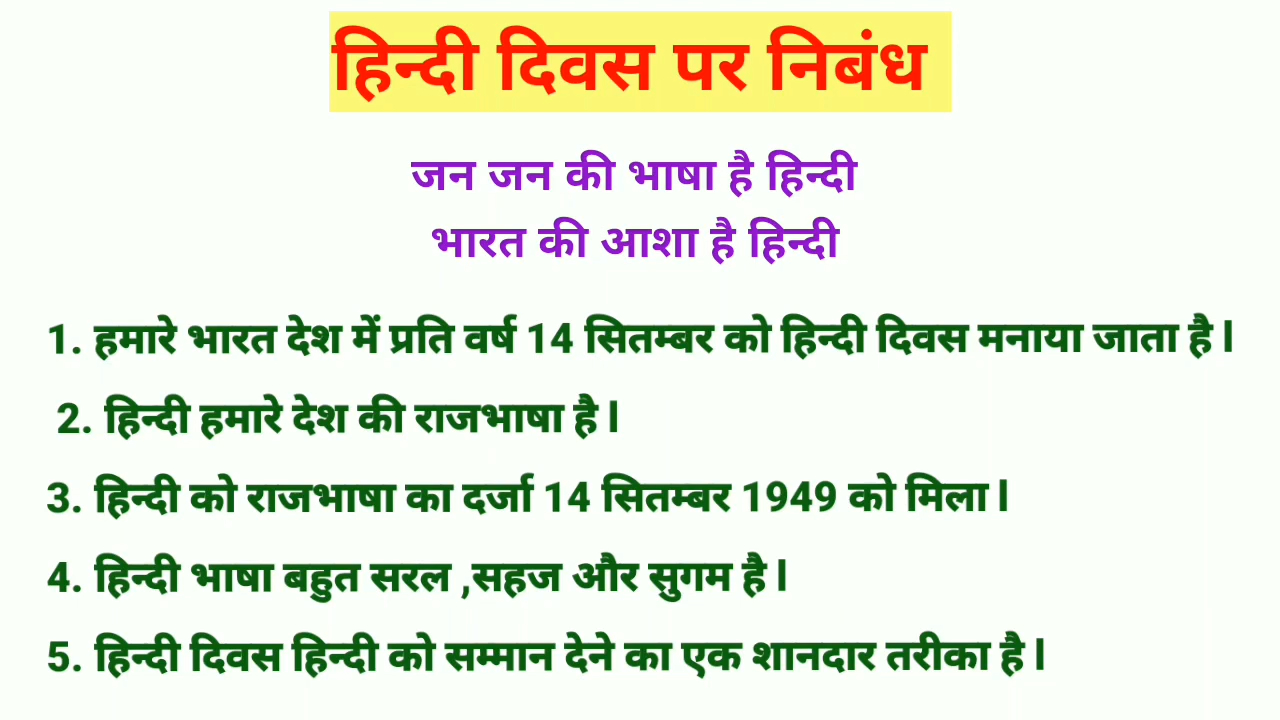 हिन्दी दिवस पर निबंध
जन जन की भाषा है हिन्दी
भारत की आशा है हिन्दी
1. हमारे भारत देश में प्रति वर्ष 14 सितम्बर को हिन्दी दिवस मनाया जाता है l
2. हिन्दी हमारे देश की राजभाषा है l
3. हिन्दी को राजभाषा का दर्जा 14 सितम्बर 1949 को मिला l
4. हिन्दी भाषा बहुत सरल ,सहज और सुगम है l
5. हिन्दी दिवस हिन्दी को सम्मान देने का एक शानदार तरीका है l